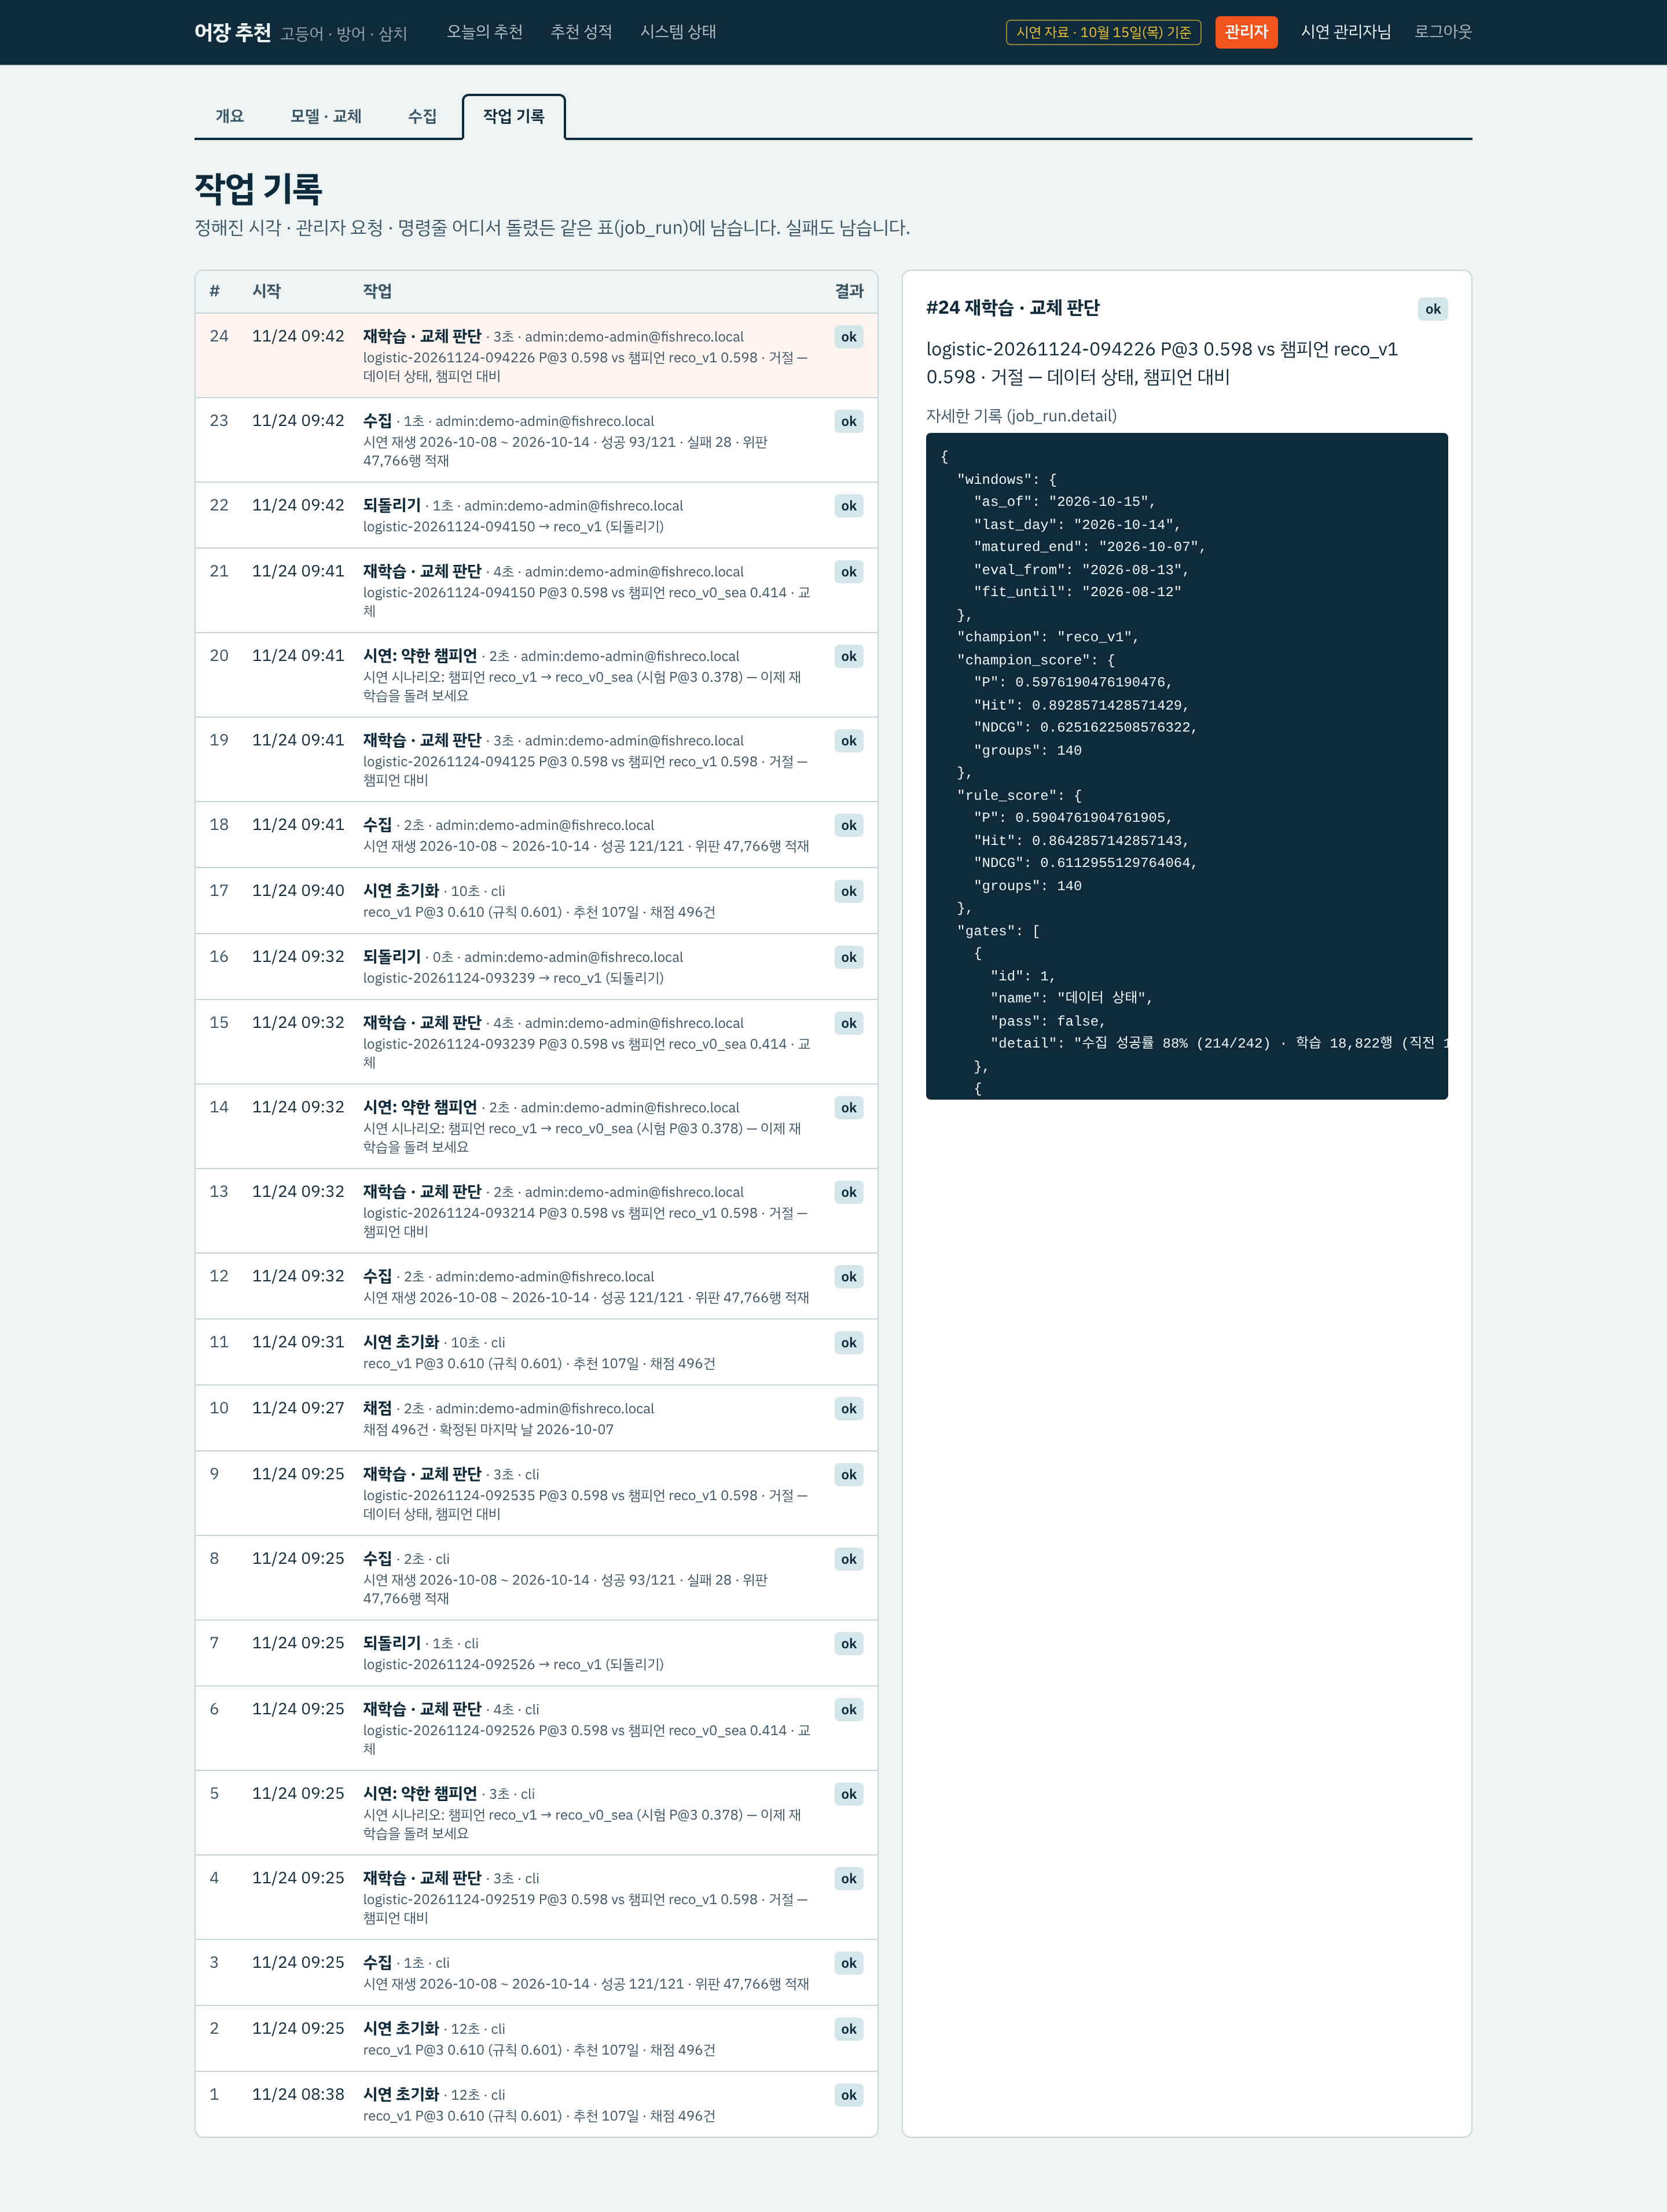 어장 추천 고등어 · 방어 · 삼치 오늘의 추천 추천 성적 시스템 상태 시연 자료 · 10월 15일(목) 기준 관리자 시연 관리자님 로그아웃
개요 모델 · 교체 수집 작업 기록
작업 기록
정해진 시각 · 관리자 요청 · 명령줄 어디서 돌렸든 같은 표(job_run)에 남습니다. 실패도 남습니다.
# 시작 작업 결과
24 11/24 09:42 재학습 · 교체 판단 · 3초 · admin:demo-admin@fishreco.local ok
logistic-20261124-094226 P@3 0.598 vs 챔피언 reco_v1 0.598 · 거절 —
데이터 상태, 챔피언 대비
23 11/24 09:42 수집 · 1초 · admin:demo-admin@fishreco.local ok
시연 재생 2026-10-08 ~ 2026-10-14 · 성공 93/121 · 실패 28 · 위판
47,766행 적재
22 11/24 09:42 되돌리기 · 1초 · admin:demo-admin@fishreco.local ok
logistic-20261124-094150 → reco_v1 (되돌리기)
21 11/24 09:41 재학습 · 교체 판단 · 4초 · admin:demo-admin@fishreco.local ok
logistic-20261124-094150 P@3 0.598 vs 챔피언 reco_v0_sea 0.414 · 교
체
20 11/24 09:41 시연: 약한 챔피언 · 2초 · admin:demo-admin@fishreco.local ok
시연 시나리오: 챔피언 reco_v1 → reco_v0_sea (시험 P@3 0.378) — 이제 재
학습을 돌려 보세요
19 11/24 09:41 재학습 · 교체 판단 · 3초 · admin:demo-admin@fishreco.local ok
logistic-20261124-094125 P@3 0.598 vs 챔피언 reco_v1 0.598 · 거절 —
챔피언 대비
18 11/24 09:41 수집 · 2초 · admin:demo-admin@fishreco.local ok
시연 재생 2026-10-08 ~ 2026-10-14 · 성공 121/121 · 위판 47,766행 적재
17 11/24 09:40 시연 초기화 · 10초 · cli ok
reco_v1 P@3 0.610 (규칙 0.601) · 추천 107일 · 채점 496건
16 11/24 09:32 되돌리기 · 0초 · admin:demo-admin@fishreco.local ok
logistic-20261124-093239 → reco_v1 (되돌리기)
15 11/24 09:32 재학습 · 교체 판단 · 4초 · admin:demo-admin@fishreco.local ok
logistic-20261124-093239 P@3 0.598 vs 챔피언 reco_v0_sea 0.414 · 교
체
14 11/24 09:32 시연: 약한 챔피언 · 2초 · admin:demo-admin@fishreco.local ok
시연 시나리오: 챔피언 reco_v1 → reco_v0_sea (시험 P@3 0.378) — 이제 재
학습을 돌려 보세요
13 11/24 09:32 재학습 · 교체 판단 · 2초 · admin:demo-admin@fishreco.local ok
logistic-20261124-093214 P@3 0.598 vs 챔피언 reco_v1 0.598 · 거절 —
챔피언 대비
12 11/24 09:32 수집 · 2초 · admin:demo-admin@fishreco.local ok
시연 재생 2026-10-08 ~ 2026-10-14 · 성공 121/121 · 위판 47,766행 적재
11 11/24 09:31 시연 초기화 · 10초 · cli ok
reco_v1 P@3 0.610 (규칙 0.601) · 추천 107일 · 채점 496건
10 11/24 09:27 채점 · 2초 · admin:demo-admin@fishreco.local ok
채점 496건 · 확정된 마지막 날 2026-10-07
9 11/24 09:25 재학습 · 교체 판단 · 3초 · cli ok
logistic-20261124-092535 P@3 0.598 vs 챔피언 reco_v1 0.598 · 거절 —
데이터 상태, 챔피언 대비
8 11/24 09:25 수집 · 2초 · cli ok
시연 재생 2026-10-08 ~ 2026-10-14 · 성공 93/121 · 실패 28 · 위판
47,766행 적재
7 11/24 09:25 되돌리기 · 1초 · cli ok
logistic-20261124-092526 → reco_v1 (되돌리기)
6 11/24 09:25 재학습 · 교체 판단 · 4초 · cli ok
logistic-20261124-092526 P@3 0.598 vs 챔피언 reco_v0_sea 0.414 · 교
체
5 11/24 09:25 시연: 약한 챔피언 · 3초 · cli ok
시연 시나리오: 챔피언 reco_v1 → reco_v0_sea (시험 P@3 0.378) — 이제 재
학습을 돌려 보세요
4 11/24 09:25 재학습 · 교체 판단 · 3초 · cli ok
logistic-20261124-092519 P@3 0.598 vs 챔피언 reco_v1 0.598 · 거절 —
챔피언 대비
3 11/24 09:25 수집 · 1초 · cli ok
시연 재생 2026-10-08 ~ 2026-10-14 · 성공 121/121 · 위판 47,766행 적재
2 11/24 09:25 시연 초기화 · 12초 · cli ok
reco_v1 P@3 0.610 (규칙 0.601) · 추천 107일 · 채점 496건
1 11/24 08:38 시연 초기화 · 12초 · cli ok
reco_v1 P@3 0.610 (규칙 0.601) · 추천 107일 · 채점 496건
#24 재학습 · 교체 판단 ok
logistic-20261124-094226 P@3 0.598 vs 챔피언 reco_v1
0.598 · 거절 — 데이터 상태, 챔피언 대비
자세한 기록 (job_run.detail)
{
"windows": {
"as_of": "2026-10-15",
"last_day": "2026-10-14",
"matured_end": "2026-10-07",
"eval_from": "2026-08-13",
"fit_until": "2026-08-12"
},
"champion": "reco_v1",
"champion_score": {
"P": 0.5976190476190476,
"Hit": 0.8928571428571429,
"NDCG": 0.6251622508576322,
"groups": 140
},
"rule_score": {
"P": 0.5904761904761905,
"Hit": 0.8642857142857143,
"NDCG": 0.6112955129764064,
"groups": 140
},
"gates": [
{
"id": 1,
"name": "데이터 상태",
"pass": false,
"detail": "수집 성공률 88% (214/242) · 학습 18,822행 (직전 1
},
{